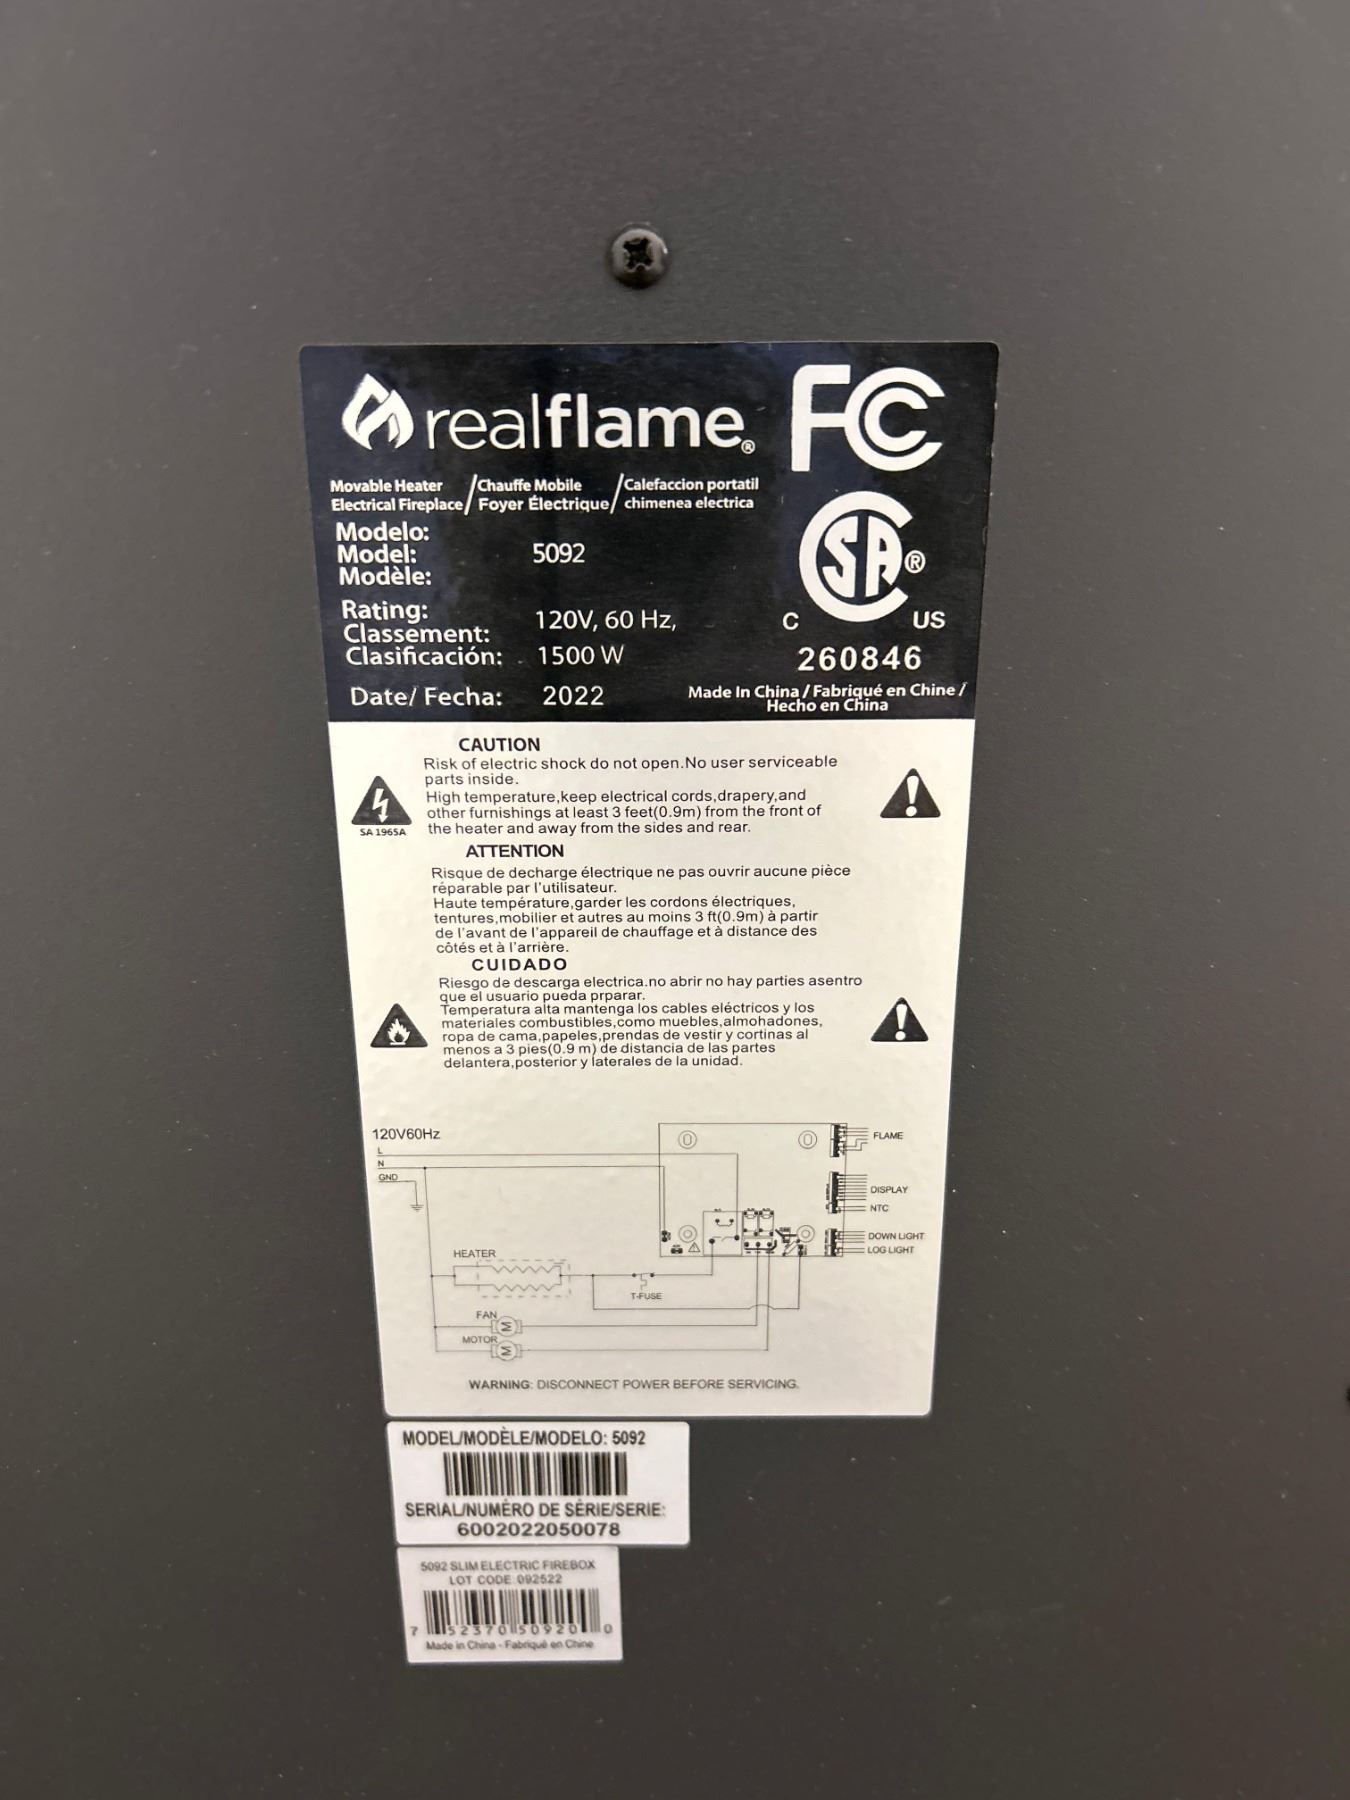 realflame®
FC
Movable Heater / Chauffe Mobile / Calefaccion portatil
Electrical Fireplace / Foyer Électrique / chimenea electrica
Modelo:
Model: 5092
Modèle:
SA®
C US
Rating: 120V, 60 Hz,
Classement:
Clasificación: 1500 W
260846
Date/ Fecha: 2022
Made In China / Fabriqué en Chine /
Hecho en China
CAUTION
Risk of electric shock do not open.No user serviceable
parts inside.
High temperature,keep electrical cords,drapery,and
other furnishings at least 3 feet(0.9m) from the front of
the heater and away from the sides and rear.
SA 1965A
ATTENTION
Risque de decharge électrique ne pas ouvrir aucune pièce
réparable par l'utilisateur.
Haute température,garder les cordons électriques,
tentures,mobilier et autres au moins 3 ft(0.9m) à partir
de l'avant de l'appareil de chauffage et à distance des
côtés et à l'arrière.
CUIDADO
Riesgo de descarga electrica.no abrir no hay parties asentro
que el usuario pueda prparar.
Temperatura alta mantenga los cables eléctricos y los
materiales combustibles,como muebles,almohadones,
ropa de cama,papeles,prendas de vestir y cortinas al
menos a 3 pies(0.9 m) de distancia de las partes
delantera,posterior y laterales de la unidad.
120V60Hz
L
N
GND
FLAME
DISPLAY
NTC
DOWN LIGHT
LOG LIGHT
HEATER
T-FUSE
FAN
M
MOTOR
M
WARNING: DISCONNECT POWER BEFORE SERVICING.
MODEL/MODÈLE/MODELO: 5092
SERIAL/NUMÉRO DE SÉRIE/SERIE:
6002022050078
5092 SLIM ELECTRIC FIREBOX
LOT CODE: 092522
7 52370 50920 0
Made in China - Fabriqué en Chine